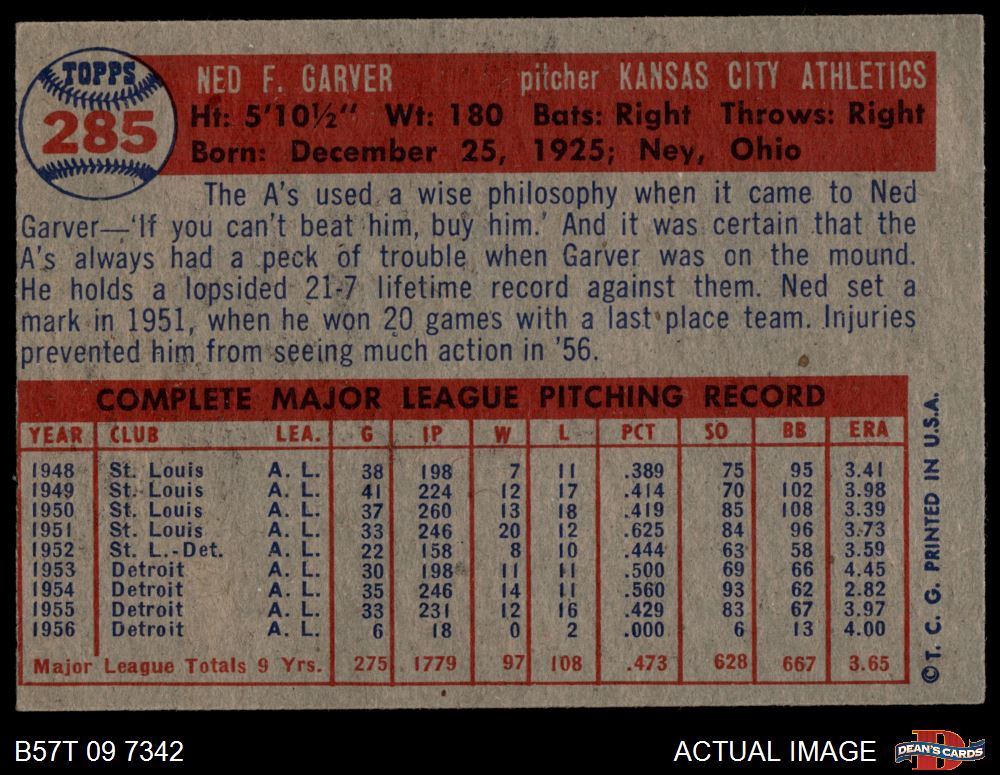 TOPPS
285
NED F. GARVER pitcher KANSAS CITY ATHLETICS
Ht: 5'10½" Wt: 180 Bats: Right Throws: Right
Born: December 25, 1925; Ney, Ohio
The A's used a wise philosophy when it came to Ned
Garver—'If you can't beat him, buy him.' And it was certain that the
A's always had a peck of trouble when Garver was on the mound.
He holds a lopsided 21-7 lifetime record against them. Ned set a
mark in 1951, when he won 20 games with a last place team. Injuries
prevented him from seeing much action in '56.
COMPLETE MAJOR LEAGUE PITCHING RECORD
YEAR CLUB LEA. G IP W L PCT SO BB ERA
1948 St. Louis A. L. 38 198 7 11 .389 75 95 3.41
1949 St. Louis A. L. 41 224 12 17 .414 70 102 3.98
1950 St. Louis A. L. 37 260 13 18 .419 85 108 3.39
1951 St. Louis A. L. 33 246 20 12 .625 84 96 3.73
1952 St. L.-Det. A. L. 22 158 8 10 .444 63 58 3.59
1953 Detroit A. L. 30 198 11 11 .500 69 66 4.45
1954 Detroit A. L. 35 246 14 11 .560 93 62 2.82
1955 Detroit A. L. 33 231 12 16 .429 83 67 3.97
1956 Detroit A. L. 6 18 0 2 .000 6 13 4.00
Major League Totals 9 Yrs. 275 1779 97 108 .473 628 667 3.65
© T. C. G. PRINTED IN U.S.A.
B57T 09 7342 ACTUAL IMAGE
D
DEAN'S CARDS